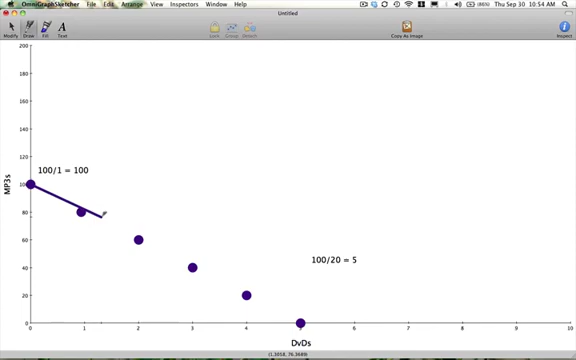 OmniGraphSketcher File Edit Arrange View Inspectors Window Help (86%) Thu Sep 30 10:54 AM
Untitled
Modify Draw Fill Text Lock Group Detach Copy As Image Inspect
200
180
160
140
120
100/1 = 100
100
80
60
40
20
0
MP3s
100/20 = 5
0 1 2 3 4 5 6 7 8 9 10
DvDs
(1.3018, 76.3689)